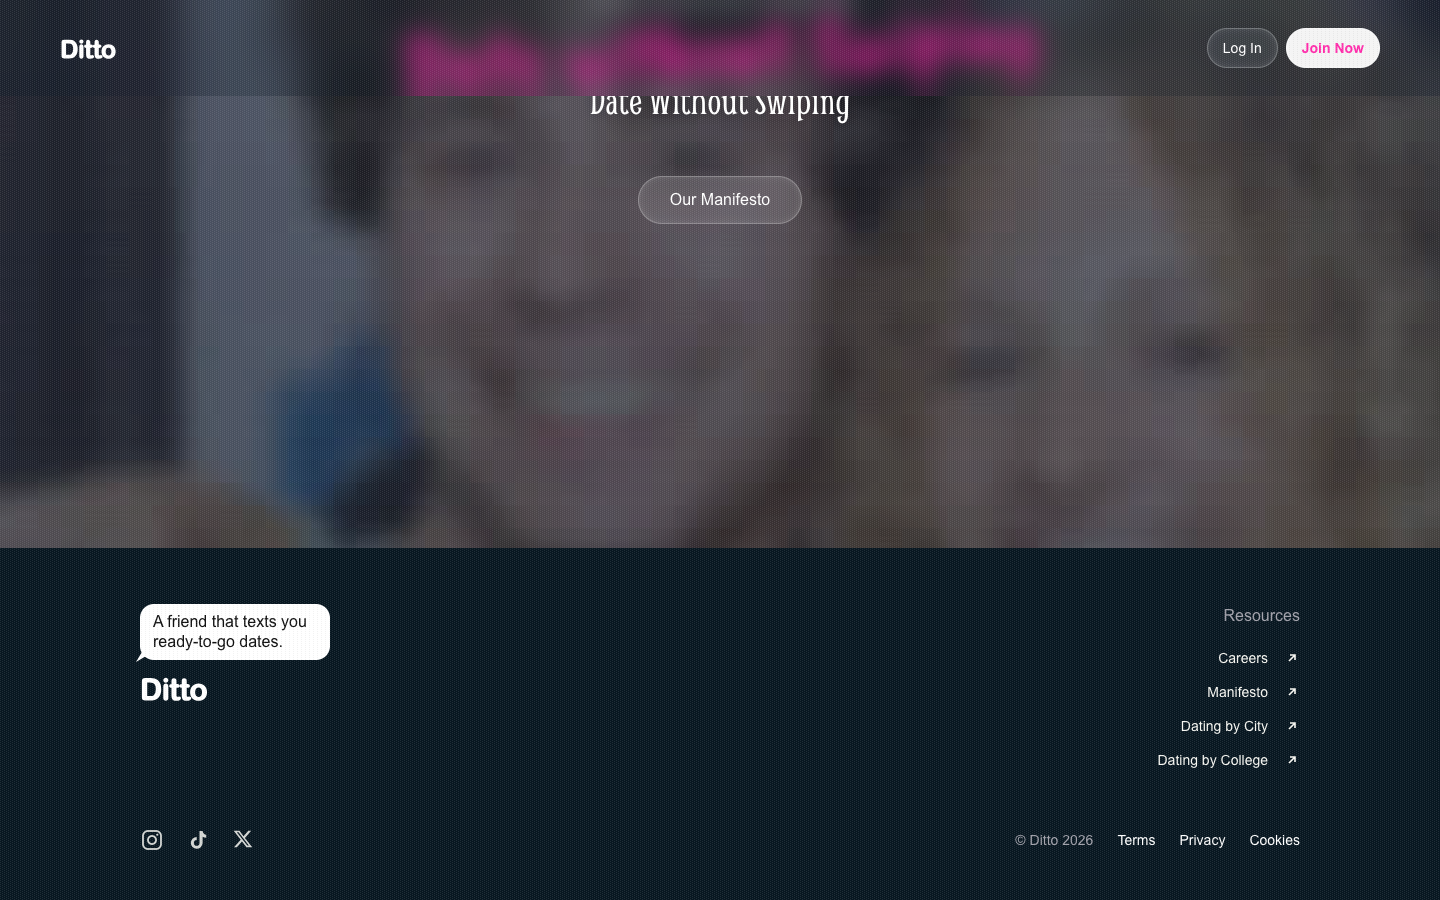 Ditto
Log In
Join Now
Date Without Swiping
Our Manifesto
A friend that texts you
ready-to-go dates.
Ditto
Resources
Careers
Manifesto
Dating by City
Dating by College
© Ditto 2026
Terms
Privacy
Cookies